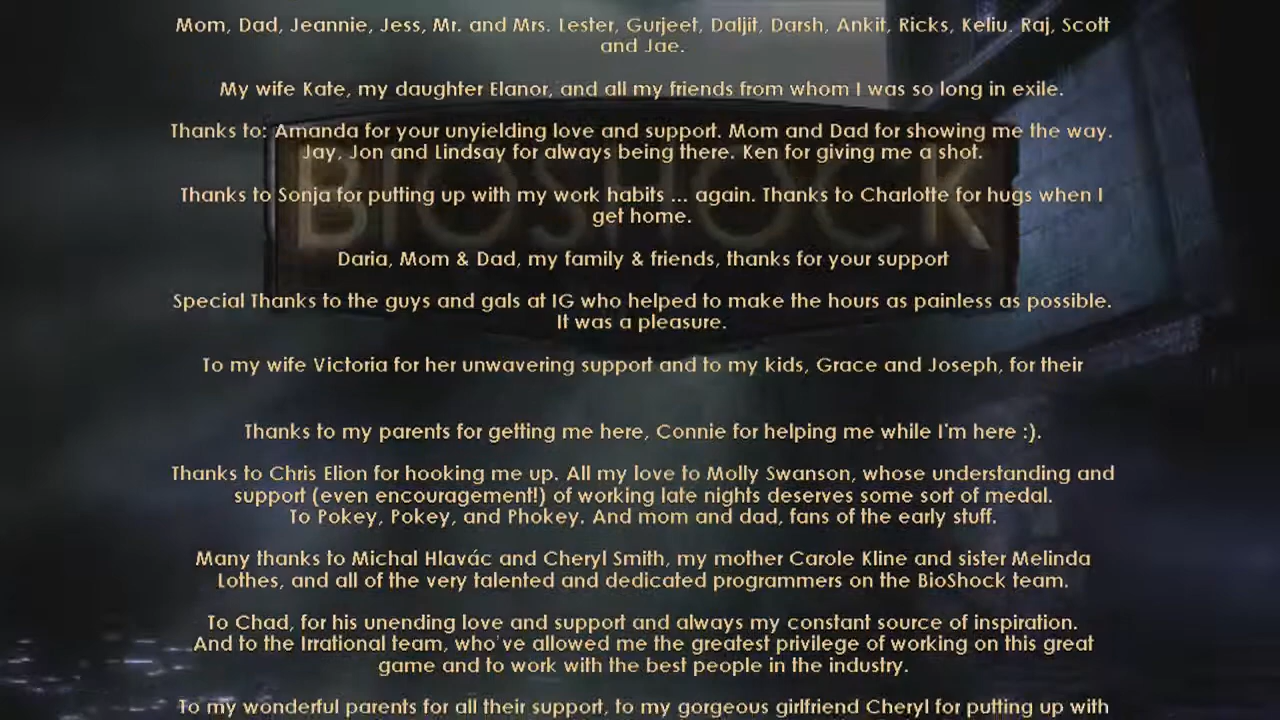 Mom, Dad, Jeannie, Jess, Mr. and Mrs. Lester, Gurjeet, Daljit, Darsh, Ankit, Ricks, Keliu. Raj, Scott
and Jae.
My wife Kate, my daughter Elanor, and all my friends from whom I was so long in exile.
Thanks to: Amanda for your unyielding love and support. Mom and Dad for showing me the way.
Jay, Jon and Lindsay for always being there. Ken for giving me a shot.
BIOSHOCK
Thanks to Sonja for putting up with my work habits ... again. Thanks to Charlotte for hugs when I
get home.
Daria, Mom & Dad, my family & friends, thanks for your support
Special Thanks to the guys and gals at IG who helped to make the hours as painless as possible.
It was a pleasure.
To my wife Victoria for her unwavering support and to my kids, Grace and Joseph, for their
Thanks to my parents for getting me here, Connie for helping me while I'm here :).
Thanks to Chris Elion for hooking me up. All my love to Molly Swanson, whose understanding and
support (even encouragement!) of working late nights deserves some sort of medal.
To Pokey, Pokey, and Phokey. And mom and dad, fans of the early stuff.
Many thanks to Michal Hlavác and Cheryl Smith, my mother Carole Kline and sister Melinda
Lothes, and all of the very talented and dedicated programmers on the BioShock team.
To Chad, for his unending love and support and always my constant source of inspiration.
And to the Irrational team, who've allowed me the greatest privilege of working on this great
game and to work with the best people in the industry.
To my wonderful parents for all their support, to my gorgeous girlfriend Cheryl for putting up with